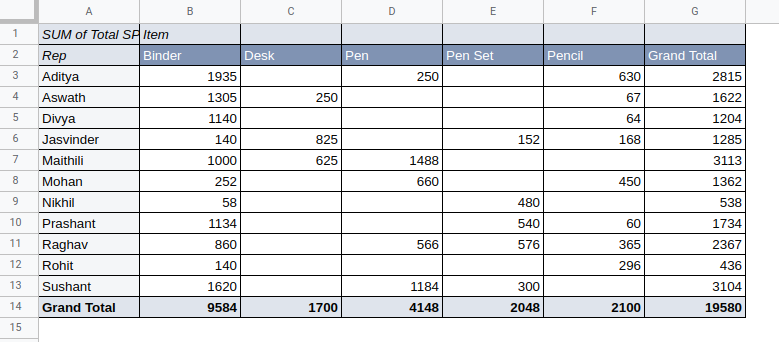 A B C D E F G
1 SUM of Total SP Item
2 Rep Binder Desk Pen Pen Set Pencil Grand Total
3 Aditya 1935 250 630 2815
4 Aswath 1305 250 67 1622
5 Divya 1140 64 1204
6 Jasvinder 140 825 152 168 1285
7 Maithili 1000 625 1488 3113
8 Mohan 252 660 450 1362
9 Nikhil 58 480 538
10 Prashant 1134 540 60 1734
11 Raghav 860 566 576 365 2367
12 Rohit 140 296 436
13 Sushant 1620 1184 300 3104
14 Grand Total 9584 1700 4148 2048 2100 19580
15